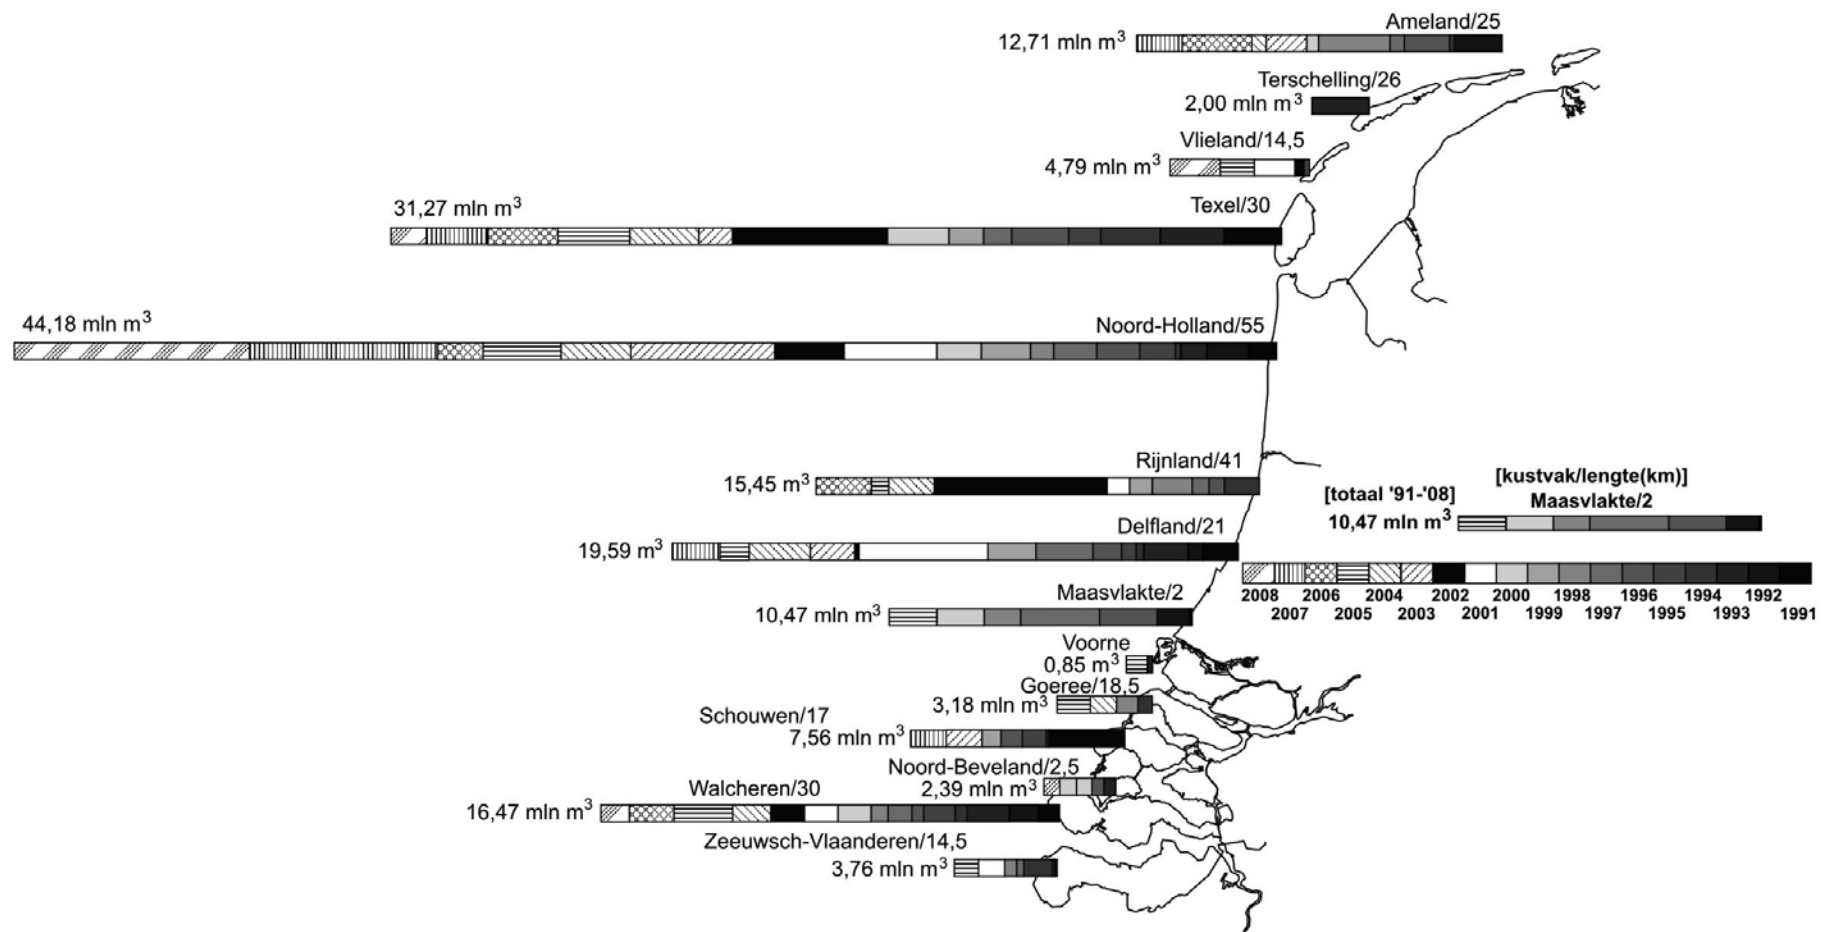 Ameland/25
12,71 mln m³
Terschelling/26
2,00 mln m³
Vlieland/14,5
4,79 mln m³
31,27 mln m³
Texel/30
44,18 mln m³
Noord-Holland/55
Rijnland/41
15,45 m³
[kustvak/lengte(km)]
[totaal '91-'08]
Maasvlakte/2
10,47 mln m³
Delfland/21
19,59 m³
2008 2006 2004 2002 2000 1998 1996 1994 1992
2007 2005 2003 2001 1999 1997 1995 1993 1991
Maasvlakte/2
10,47 mln m³
Voorne
0,85 m³
Goeree/18,5
3,18 mln m³
Schouwen/17
7,56 mln m³
Noord-Beveland/2,5
2,39 mln m³
Walcheren/30
16,47 mln m³
Zeeuwsch-Vlaanderen/14,5
3,76 mln m³